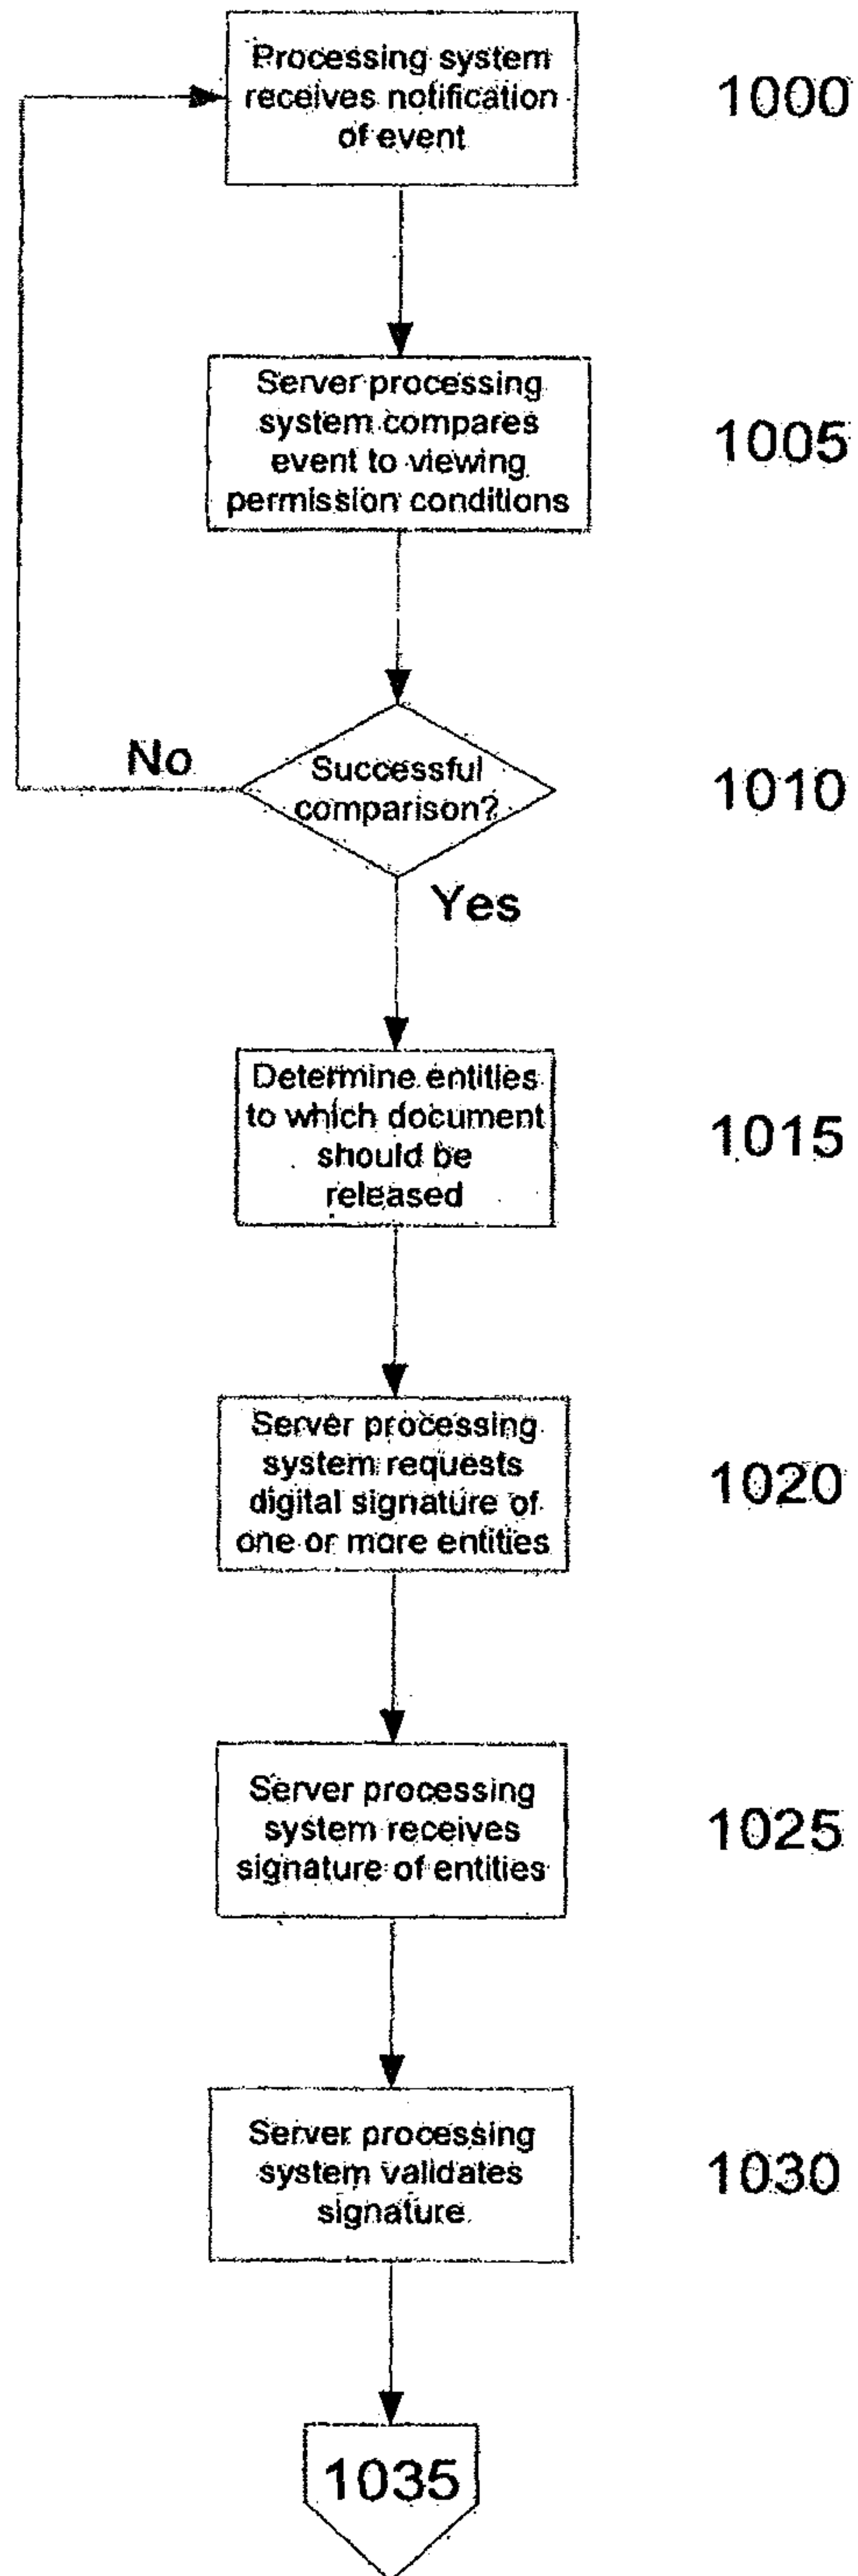 Processing system
receives notification
of event
1000
Server processing
system compares
event to viewing
permission conditions
1005
Successful
comparison?
1010
No
Yes
Determine entities
to which document
should be
released
1015
Server processing
system requests
digital signature of
one or more entities
1020
Server processing
system receives
signature of entities
1025
Server processing
system validates
signature
1030
1035